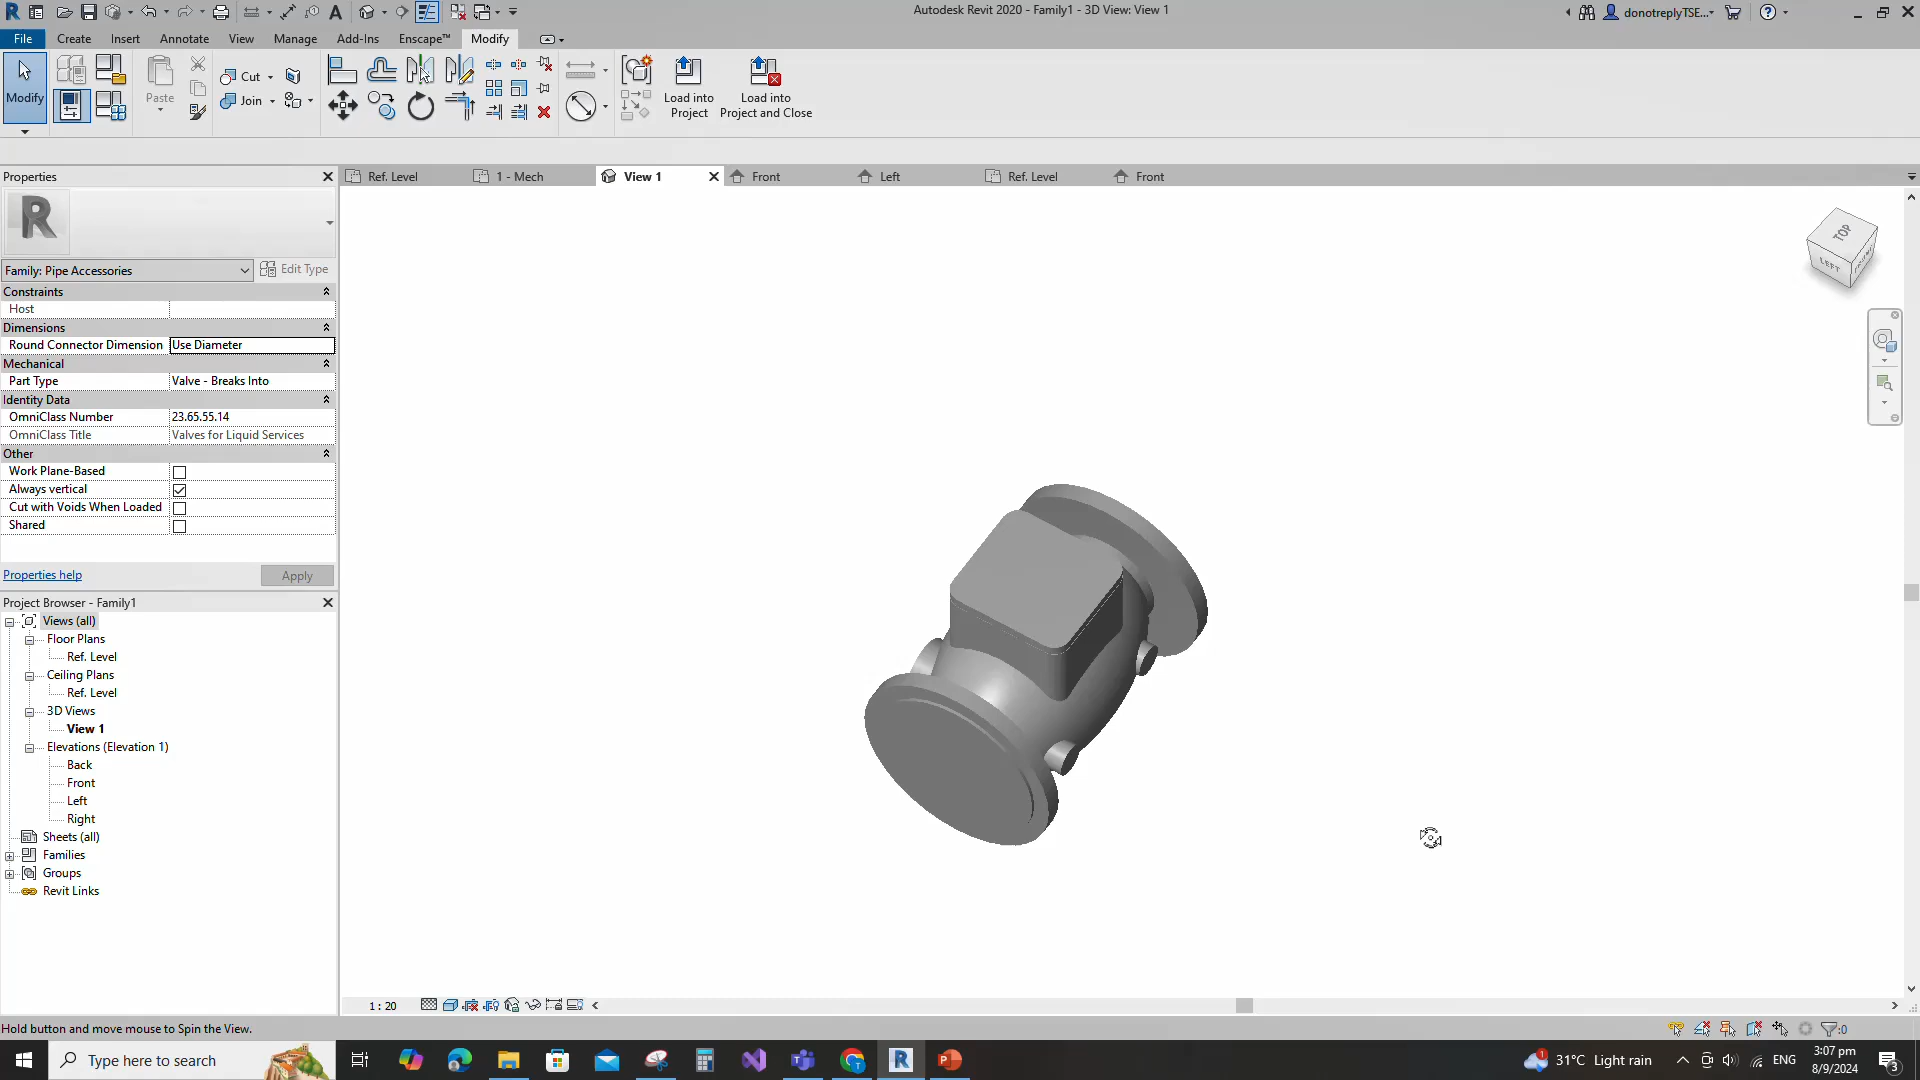 Autodesk Revit 2020 - Family1 - 3D View: View 1
donotreplyTSE...
File Create Insert Annotate View Manage Add-Ins Enscape™ Modify
Modify
Paste
Cut
Join
Load into
Project
Load into
Project and Close
Properties
Ref. Level
1 - Mech
View 1
Front
Left
Ref. Level
Front
Family: Pipe Accessories
Edit Type
Constraints
Host
Dimensions
Round Connector Dimension Use Diameter
Mechanical
Part Type Valve - Breaks Into
Identity Data
OmniClass Number 23.65.55.14
OmniClass Title Valves for Liquid Services
Other
Work Plane-Based
Always vertical
Cut with Voids When Loaded
Shared
Properties help
Apply
Project Browser - Family1
Views (all)
Floor Plans
Ref. Level
Ceiling Plans
Ref. Level
3D Views
View 1
Elevations (Elevation 1)
Back
Front
Left
Right
Sheets (all)
Families
Groups
Revit Links
TOP
LEFT
1 : 20
Hold button and move mouse to Spin the View.
:0
Type here to search
31°C Light rain
ENG
3:07 pm
8/9/2024
3